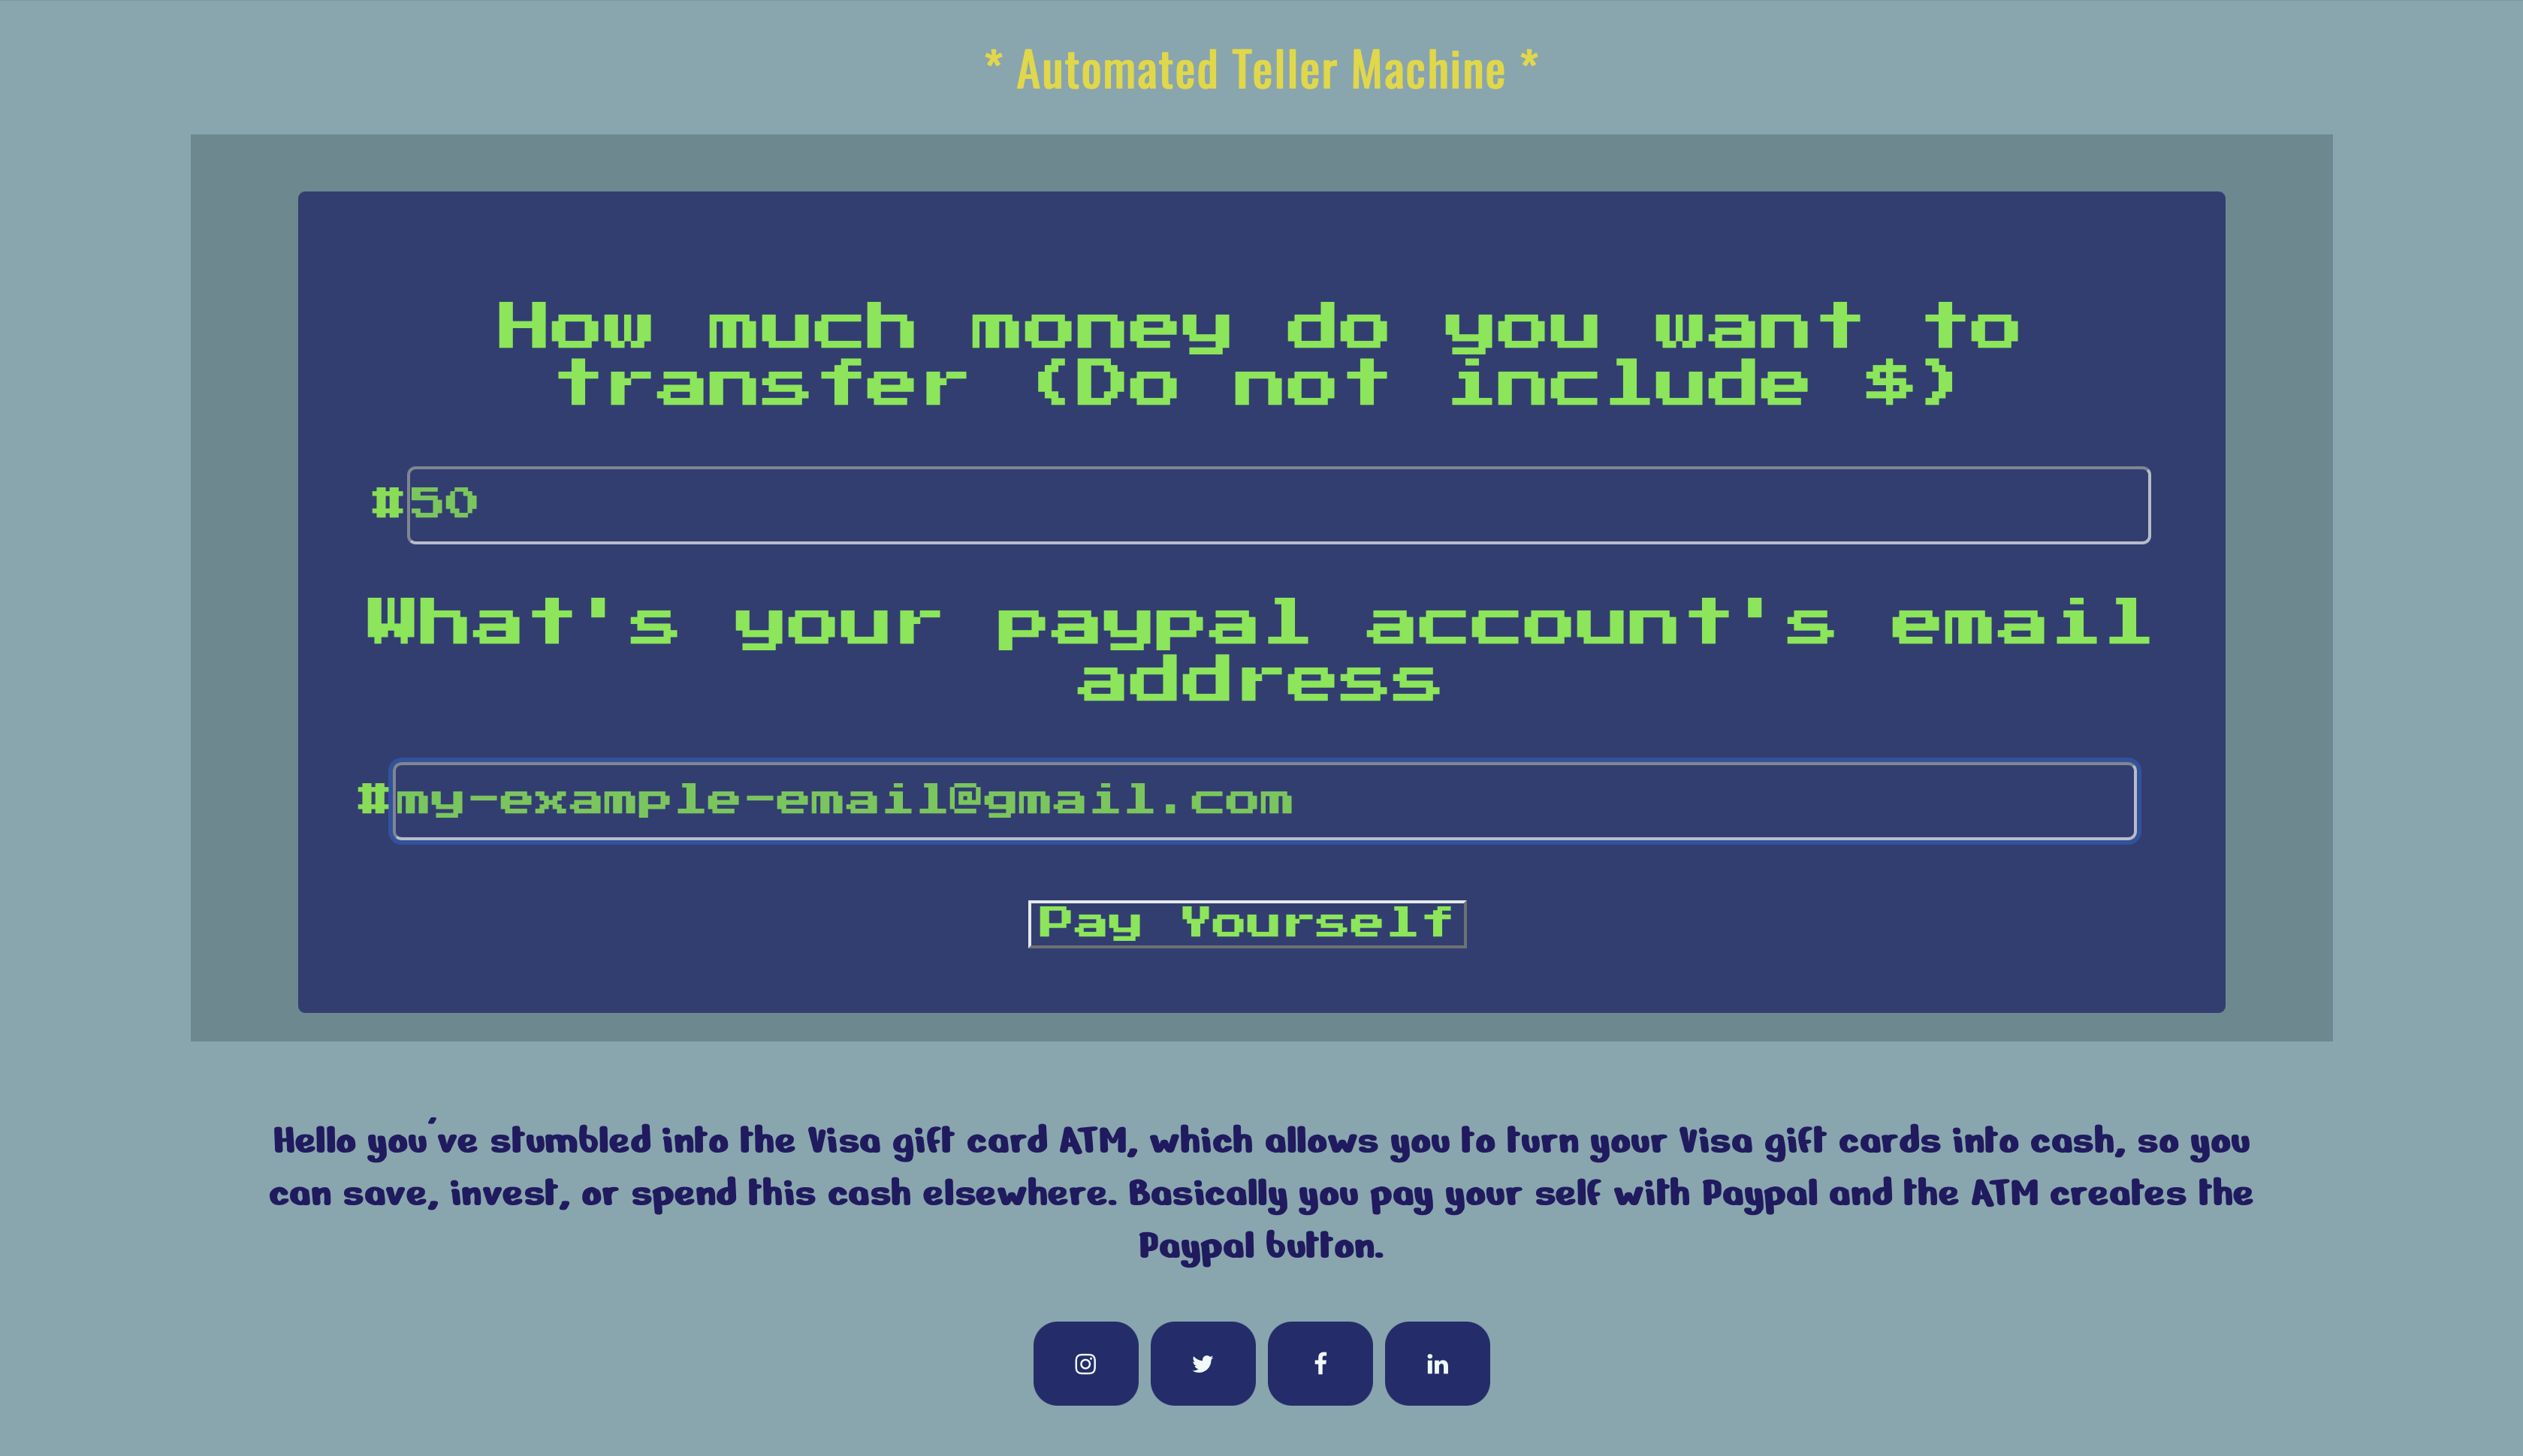 * Automated Teller Machine *
How much money do you want to
transfer (Do not include $)
#50
What's your paypal account's email
address
#my-example-email@gmail.com
Pay Yourself
Hello you've stumbled into the Visa gift card ATM, which allows you to turn your Visa gift cards into cash, so you
can save, invest, or spend this cash elsewhere. Basically you pay your self with Paypal and the ATM creates the
Paypal button.